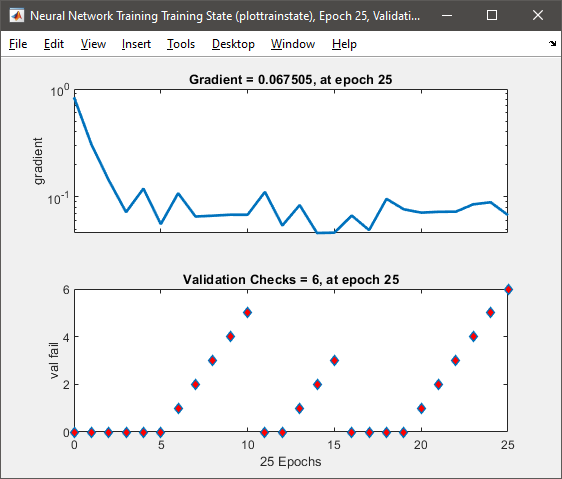 Neural Network Training Training State (plottrainstate), Epoch 25, Validati...
File Edit View Insert Tools Desktop Window Help
Gradient = 0.067505, at epoch 25
10^0
gradient
10^-1
Validation Checks = 6, at epoch 25
6
4
val fail
2
0
0 5 10 15 20 25
25 Epochs